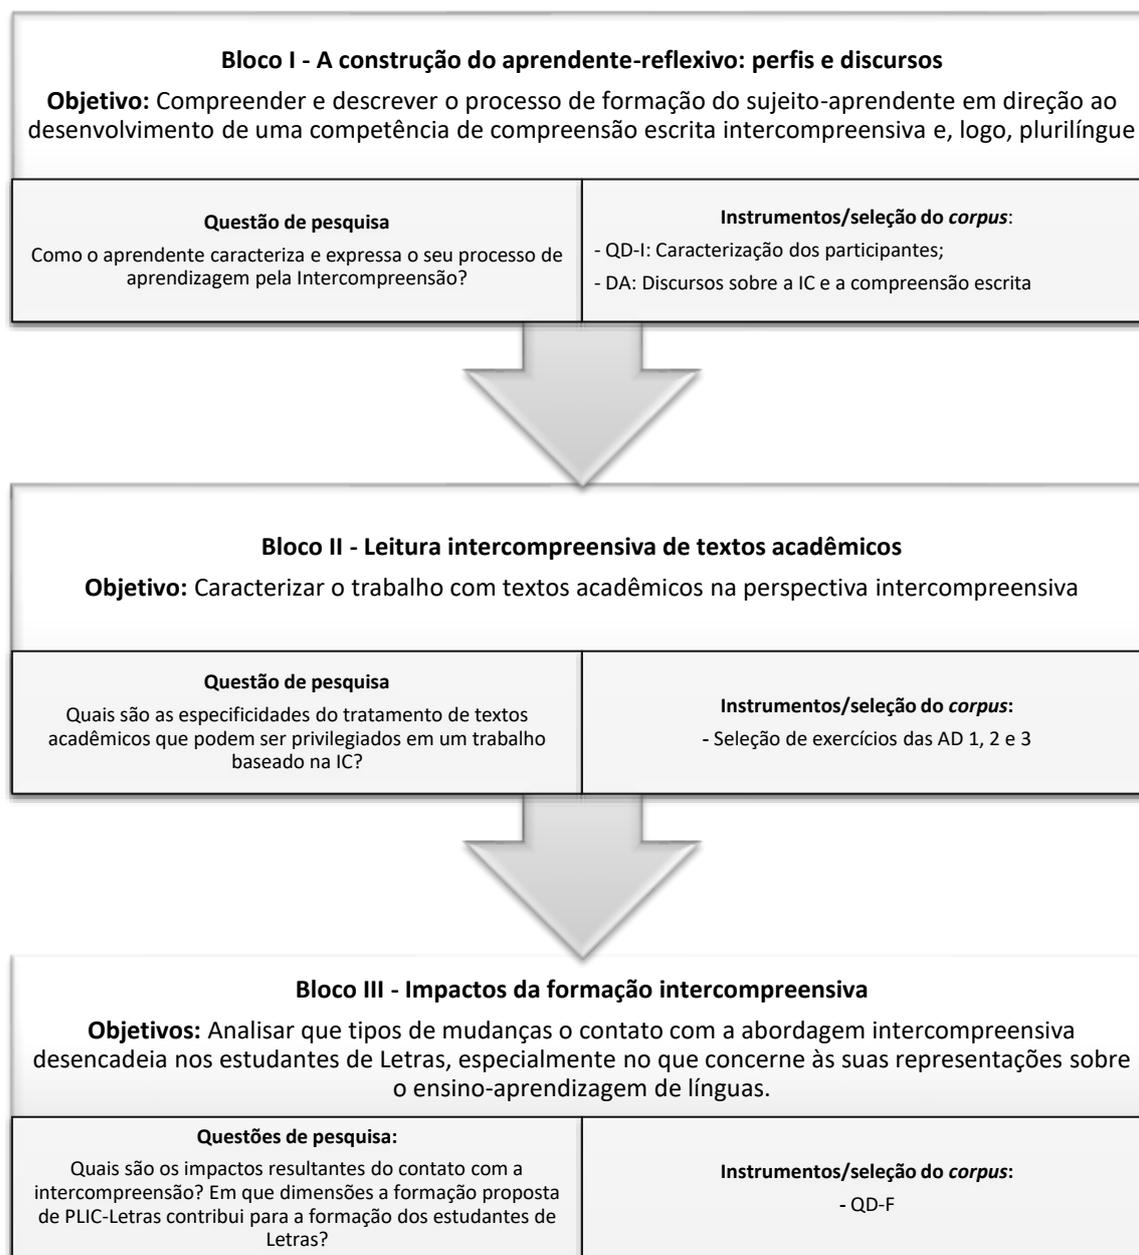 Bloco I - A construção do aprendente-reflexivo: perfis e discursos
Objetivo: Compreender e descrever o processo de formação do sujeito-aprendente em direção ao
desenvolvimento de uma competência de compreensão escrita intercompreensiva e, logo, plurilíngue
Questão de pesquisa
Como o aprendente caracteriza e expressa o seu processo de
aprendizagem pela Intercompreensão?
Instrumentos/seleção do corpus:
- QD-I: Caracterização dos participantes;
- DA: Discursos sobre a IC e a compreensão escrita
Bloco II - Leitura intercompreensiva de textos acadêmicos
Objetivo: Caracterizar o trabalho com textos acadêmicos na perspectiva intercompreensiva
Questão de pesquisa
Quais são as especificidades do tratamento de textos
acadêmicos que podem ser privilegiados em um trabalho
baseado na IC?
Instrumentos/seleção do corpus:
- Seleção de exercícios das AD 1, 2 e 3
Bloco III - Impactos da formação intercompreensiva
Objetivos: Analisar que tipos de mudanças o contato com a abordagem intercompreensiva
desencadeia nos estudantes de Letras, especialmente no que concerne às suas representações sobre
o ensino-aprendizagem de línguas.
Questões de pesquisa:
Quais são os impactos resultantes do contato com a
intercompreensão? Em que dimensões a formação proposta
de PLIC-Letras contribui para a formação dos estudantes de
Letras?
Instrumentos/seleção do corpus:
- QD-F